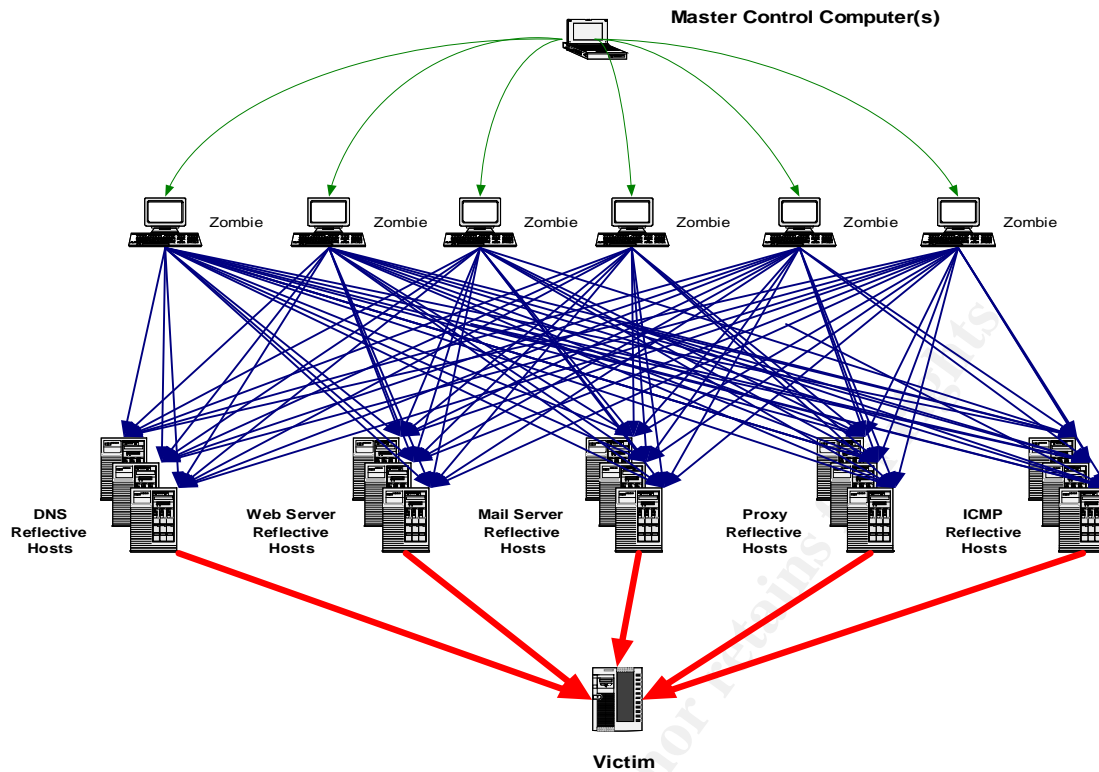 Master Control Computer(s)
Zombie
Zombie
Zombie
Zombie
Zombie
Zombie
DNS
Reflective
Hosts
Web Server
Reflective
Hosts
Mail Server
Reflective
Hosts
Proxy
Reflective
Hosts
ICMP
Reflective
Hosts
Victim
retains